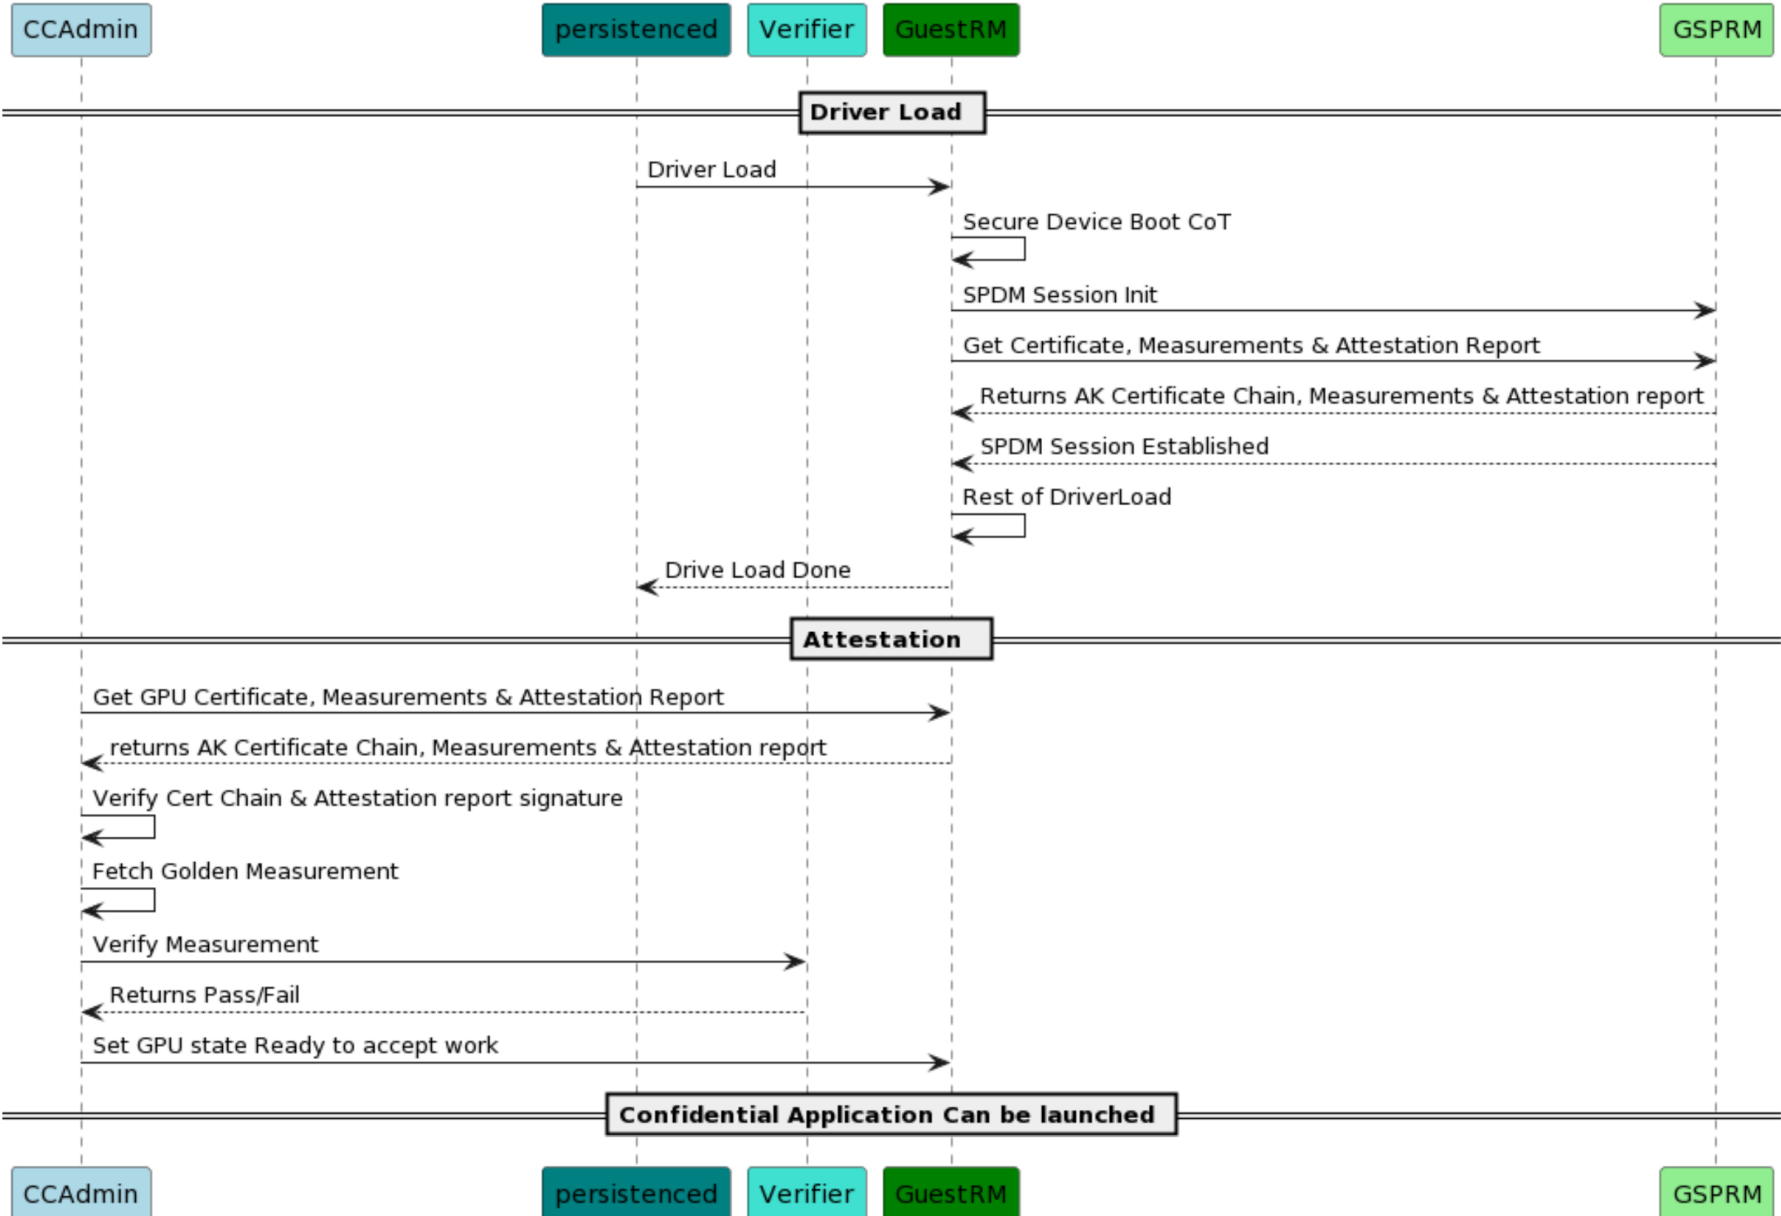 CCAdmin persistenced Verifier GuestRM GSPRM
Driver Load
Driver Load
Secure Device Boot CoT
SPDM Session Init
Get Certificate, Measurements & Attestation Report
Returns AK Certificate Chain, Measurements & Attestation report
SPDM Session Established
Rest of DriverLoad
Drive Load Done
Attestation
Get GPU Certificate, Measurements & Attestation Report
returns AK Certificate Chain, Measurements & Attestation report
Verify Cert Chain & Attestation report signature
Fetch Golden Measurement
Verify Measurement
Returns Pass/Fail
Set GPU state Ready to accept work
Confidential Application Can be launched
CCAdmin persistenced Verifier GuestRM GSPRM